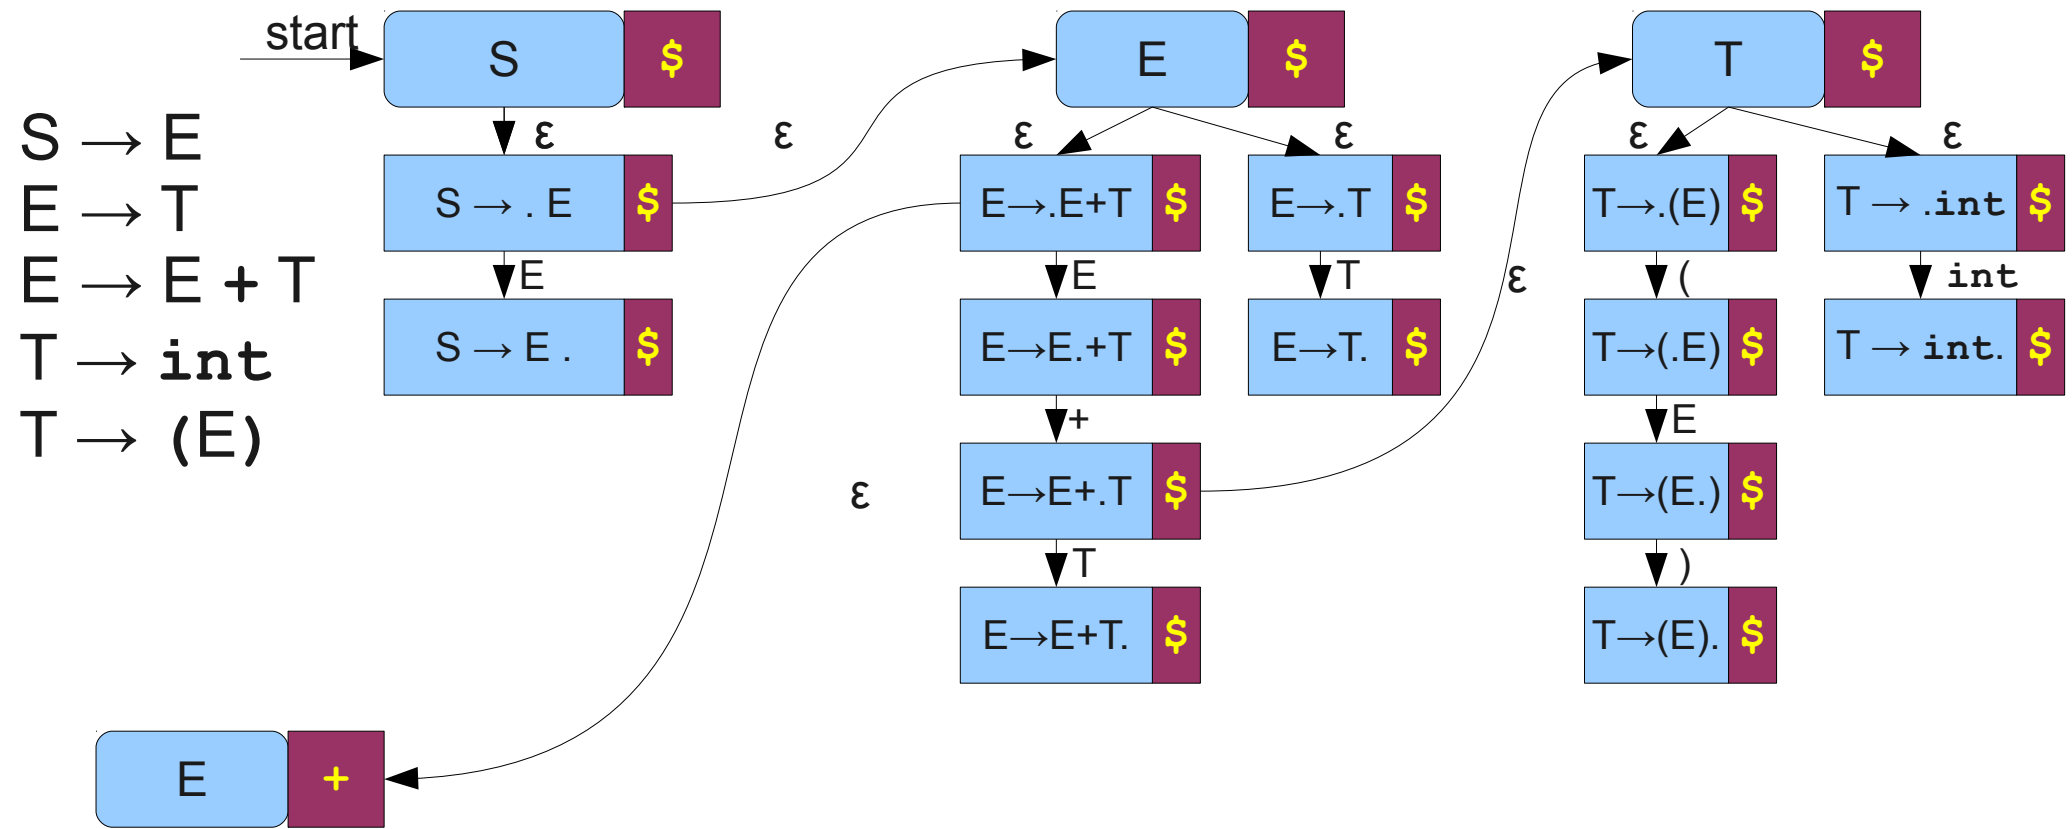 start
S $
E $
T $
S → E
E → T
E → E + T
T → int
T → (E)
ε
ε
ε
ε
ε
ε
S → . E $
E→.E+T $
E→.T $
T→.(E) $
T → .int $
E
E
T
ε
(
int
S → E . $
E→E.+T $
E→T. $
T→(.E) $
T → int. $
+
E
ε
E→E+.T $
T→(E.) $
T
)
E→E+T. $
T→(E). $
E +